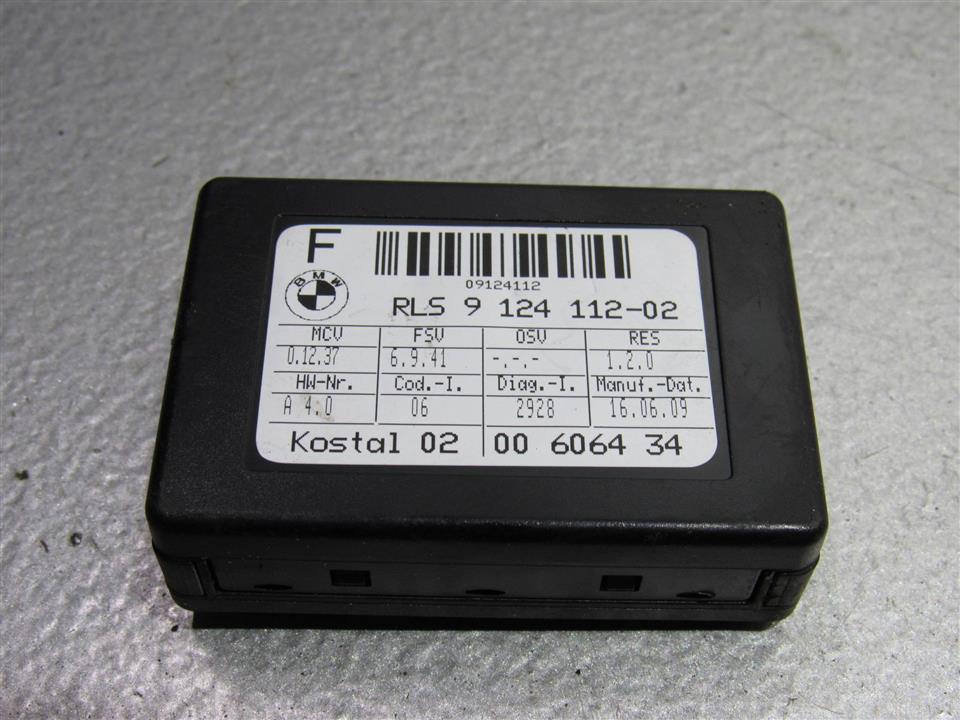 F
09124112
BMW
RLS 9 124 112-02
MCV FSV OSV RES
0.12.37 6.9.41 -.-.- 1.2.0
HW-Nr. Cod.-I. Diag.-I. Manuf.-Dat.
A 4.0 06 2928 16.06.09
Kostal 02 00 6064 34